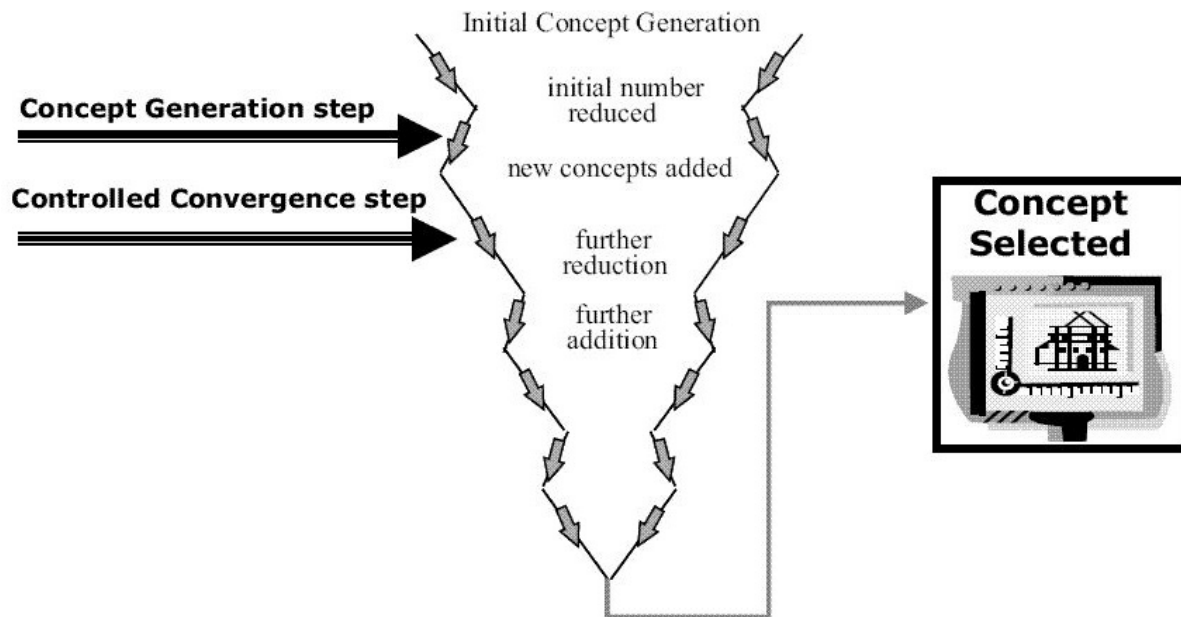 Initial Concept Generation
initial number
reduced
Concept Generation step
new concepts added
Controlled Convergence step
further
reduction
further
addition
Concept
Selected